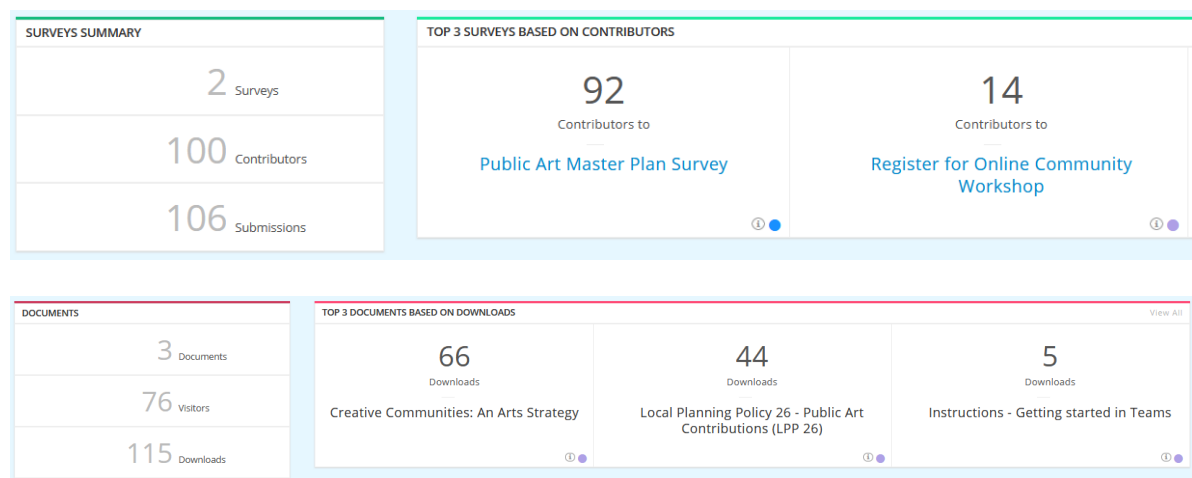 SURVEYS SUMMARY
2 Surveys
100 Contributors
106 Submissions
TOP 3 SURVEYS BASED ON CONTRIBUTORS
92
Contributors to
Public Art Master Plan Survey
14
Contributors to
Register for Online Community
Workshop
DOCUMENTS
3 Documents
76 Visitors
115 Downloads
TOP 3 DOCUMENTS BASED ON DOWNLOADS
View All
66
Downloads
Creative Communities: An Arts Strategy
44
Downloads
Local Planning Policy 26 - Public Art
Contributions (LPP 26)
5
Downloads
Instructions - Getting started in Teams